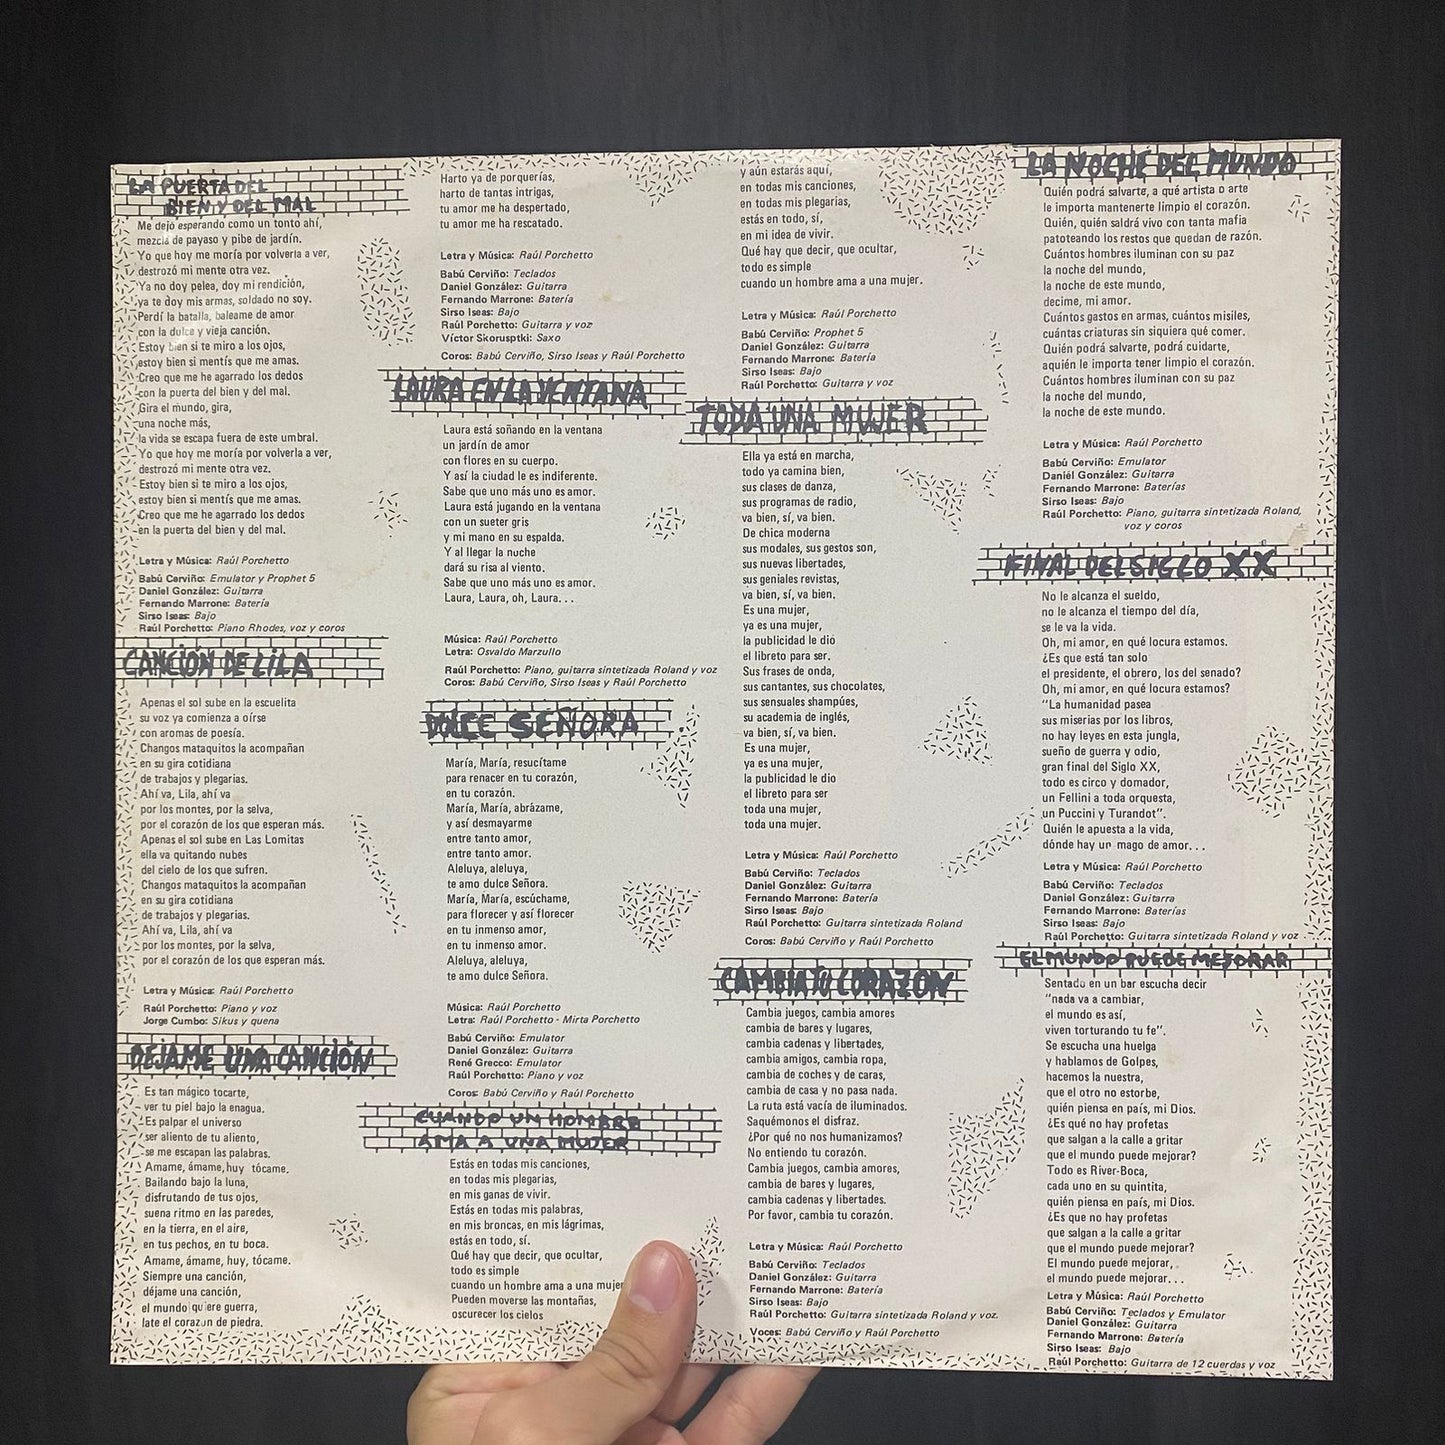 LA PUERTA DEL
BIEN Y DEL MAL
Me dejó esperando como un tonto ahí,
mezcla de payaso y pibe de jardín.
Yo que hoy me moría por volverla a ver,
destrozó mi mente otra vez.
Ya no doy pelea, doy mi rendición,
ya te doy mis armas, soldado no soy.
Perdí la batalla, baleame de amor
con la dulce y vieja canción.
Estoy bien si te miro a los ojos,
estoy bien si mentís que me amas.
Creo que me he agarrado los dedos
con la puerta del bien y del mal.
Gira el mundo, gira,
una noche más,
la vida se escapa fuera de este umbral.
Yo que hoy me moría por volverla a ver,
destrozó mi mente otra vez.
Estoy bien si te miro a los ojos,
estoy bien si mentís que me amas.
Creo que me he agarrado los dedos
en la puerta del bien y del mal.
Letra y Música: Raúl Porchetto
Babú Cerviño: Emulator y Prophet 5
Daniel González: Guitarra
Fernando Marrone: Batería
Sirso Iseas: Bajo
Raúl Porchetto: Piano Rhodes, voz y coros
CANCIÓN DE LILA
Apenas el sol sube en la escuelita
su voz ya comienza a oírse
con aromas de poesía.
Changos mataquitos la acompañan
en su gira cotidiana
de trabajos y plegarias.
Ahí va, Lila, ahí va
por los montes, por la selva,
por el corazón de los que esperan más.
Apenas el sol sube en Las Lomitas
ella va quitando nubes
del cielo de los que sufren.
Changos mataquitos la acompañan
en su gira cotidiana
de trabajos y plegarias.
Ahí va, Lila, ahí va
por los montes, por la selva,
por el corazón de los que esperan más.
Letra y Música: Raúl Porchetto
Raúl Porchetto: Piano y voz
Jorge Cumbo: Sikus y quena
DEJAME UNA CANCIÓN
Es tan mágico tocarte,
ver tu piel bajo la enagua.
Es palpar el universo
ser aliento de tu aliento,
se me escapan las palabras.
Amame, ámame, huy tócame.
Bailando bajo la luna,
disfrutando de tus ojos,
suena ritmo en las paredes,
en la tierra, en el aire,
en tus pechos, en tu boca.
Amame, ámame, huy, tócame.
Siempre una canción,
déjame una canción,
el mundo quiere guerra,
late el corazón de piedra.
Harto ya de porquerías,
harto de tantas intrigas,
tu amor me ha despertado,
tu amor me ha rescatado.
Letra y Música: Raúl Porchetto
Babú Cerviño: Teclados
Daniel González: Guitarra
Fernando Marrone: Batería
Sirso Iseas: Bajo
Raúl Porchetto: Guitarra y voz
Víctor Skorusptki: Saxo
Coros: Babú Cerviño, Sirso Iseas y Raúl Porchetto
LAURA EN LA VENTANA
Laura está soñando en la ventana
un jardín de amor
con flores en su cuerpo.
Y así la ciudad le es indiferente.
Sabe que uno más uno es amor.
Laura está jugando en la ventana
con un sueter gris
y mi mano en su espalda.
Y al llegar la noche
dará su risa al viento.
Sabe que uno más uno es amor.
Laura, Laura, oh, Laura...
Música: Raúl Porchetto
Letra: Osvaldo Marzullo
Raúl Porchetto: Piano, guitarra sintetizada Roland y voz
Coros: Babú Cerviño, Sirso Iseas y Raúl Porchetto
DULCE SEÑORA
María, María, resucítame
para renacer en tu corazón,
en tu corazón.
María, María, abrázame,
y así desmayarme
entre tanto amor,
entre tanto amor.
Aleluya, aleluya,
te amo dulce Señora.
María, María, escúchame,
para florecer y así florecer
en tu inmenso amor,
en tu inmenso amor.
Aleluya, aleluya,
te amo dulce Señora.
Música: Raúl Porchetto
Letra: Raúl Porchetto - Mirta Porchetto
Babú Cerviño: Emulator
Daniel González: Guitarra
René Grecco: Emulator
Raúl Porchetto: Piano y voz
Coros: Babú Cerviño y Raúl Porchetto
CUANDO UN HOMBRE
AMA A UNA MUJER
Estás en todas mis canciones,
en todas mis plegarias,
en mis ganas de vivir.
Estás en todas mis palabras,
en mis broncas, en mis lágrimas,
estás en todo, sí.
Qué hay que decir, que ocultar,
todo es simple
cuando un hombre ama a una mujer
Pueden moverse las montañas,
oscurecer los cielos
y aún estarás aquí,
en todas mis canciones,
en todas mis plegarias,
estás en todo, sí,
en mi idea de vivir.
Qué hay que decir, que ocultar,
todo es simple
cuando un hombre ama a una mujer.
Letra y Música: Raúl Porchetto
Babú Cerviño: Prophet 5
Daniel González: Guitarra
Fernando Marrone: Batería
Sirso Iseas: Bajo
Raúl Porchetto: Guitarra y voz
TODA UNA MUJER
Ella ya está en marcha,
todo ya camina bien,
sus clases de danza,
sus programas de radio,
va bien, sí, va bien.
De chica moderna
sus modales, sus gestos son,
sus nuevas libertades,
sus geniales revistas,
va bien, sí, va bien.
Es una mujer,
ya es una mujer,
la publicidad le dio
el libreto para ser.
Sus frases de onda,
sus cantantes, sus chocolates,
sus sensuales shampúes,
su academia de inglés,
va bien, sí, va bien.
Es una mujer,
ya es una mujer,
la publicidad le dio
el libreto para ser
toda una mujer,
toda una mujer.
Letra y Música: Raúl Porchetto
Babú Cerviño: Teclados
Daniel González: Guitarra
Fernando Marrone: Batería
Sirso Iseas: Bajo
Raúl Porchetto: Guitarra sintetizada Roland
Coros: Babú Cerviño y Raúl Porchetto
CAMBIA TU CORAZON
Cambia juegos, cambia amores
cambia de bares y lugares,
cambia cadenas y libertades,
cambia amigos, cambia ropa,
cambia de coches y de caras,
cambia de casa y no pasa nada.
La ruta está vacía de iluminados.
Saquémonos el disfraz.
¿Por qué no nos humanizamos?
No entiendo tu corazón.
Cambia juegos, cambia amores,
cambia de bares y lugares,
cambia cadenas y libertades.
Por favor, cambia tu corazón.
Letra y Música: Raúl Porchetto
Babú Cerviño: Teclados
Daniel González: Guitarra
Fernando Marrone: Batería
Sirso Iseas: Bajo
Raúl Porchetto: Guitarra sintetizada Roland y voz.
Voces: Babú Cerviño y Raúl Porchetto
LA NOCHE DEL MUNDO
Quién podrá salvarte, a qué artista o arte
le importa mantenerte limpio el corazón.
Quién, quién saldrá vivo con tanta mafia
patoteando los restos que quedan de razón.
Cuántos hombres iluminan con su paz
la noche del mundo,
la noche de este mundo,
decime, mi amor.
Cuántos gastos en armas, cuántos misiles,
cuántas criaturas sin siquiera qué comer.
Quién podrá salvarte, podrá cuidarte,
aquién le importa tener limpio el corazón.
Cuántos hombres iluminan con su paz
la noche del mundo,
la noche de este mundo.
Letra y Música: Raúl Porchetto
Babú Cerviño: Emulator
Daniél González: Guitarra
Fernando Marrone: Baterías
Sirso Iseas: Bajo
Raúl Porchetto: Piano, guitarra sintetizada Roland,
voz y coros
FINAL DEL SIGLO XX
No le alcanza el sueldo,
no le alcanza el tiempo del día,
se le va la vida.
Oh, mi amor, en qué locura estamos.
¿Es que está tan solo
el presidente, el obrero, los del senado?
Oh, mi amor, en qué locura estamos?
"La humanidad pasea
sus miserias por los libros,
no hay leyes en esta jungla,
sueño de guerra y odio,
gran final del Siglo XX,
todo es circo y domador,
un Fellini a toda orquesta,
un Puccini y Turandot".
Quién le apuesta a la vida,
dónde hay un mago de amor...
Letra y Música: Raúl Porchetto
Babú Cerviño: Teclados
Daniel González: Guitarra
Fernando Marrone: Baterías
Sirso Iseas: Bajo
Raúl Porchetto: Guitarra sintetizada Roland y voz
EL MUNDO PUEDE MEJORAR
Sentado en un bar escucha decir
"nada va a cambiar,
el mundo es así,
viven torturando tu fe".
Se escucha una huelga
y hablamos de Golpes,
hacemos la nuestra,
que el otro no estorbe,
quién piensa en país, mi Dios.
¿Es qué no hay profetas
que salgan a la calle a gritar
que el mundo puede mejorar?
Todo es River-Boca,
cada uno en su quintita,
quién piensa en país, mi Dios.
¿Es que no hay profetas
que salgan a la calle a gritar
que el mundo puede mejorar?
El mundo puede mejorar,
el mundo puede mejorar...
Letra y Música: Raúl Porchetto
Babú Cerviño: Teclados y Emulator
Daniel González: Guitarra
Fernando Marrone: Batería
Sirso Iseas: Bajo
Raúl Porchetto: Guitarra de 12 cuerdas y voz